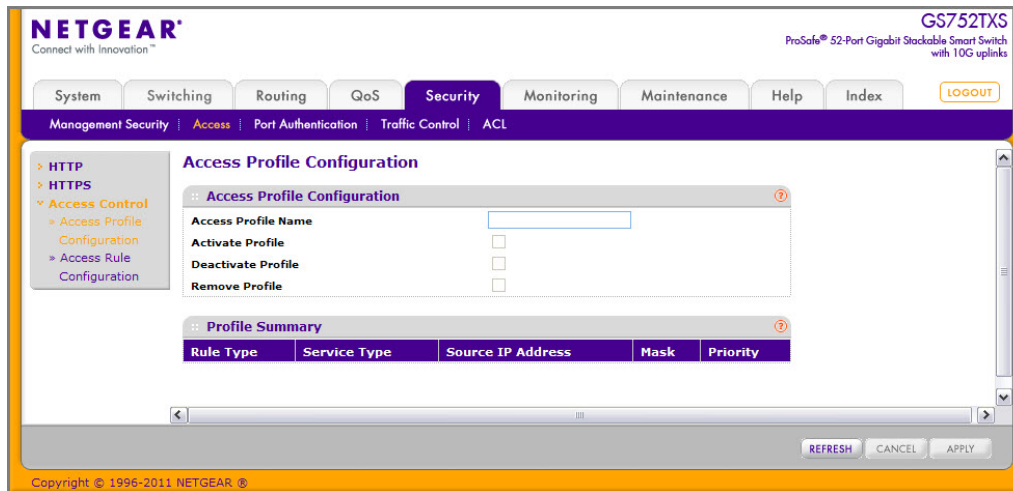 NETGEAR®
Connect with Innovation™
GS752TXS
ProSafe® 52-Port Gigabit Stackable Smart Switch
with 10G uplinks
System Switching Routing QoS Security Monitoring Maintenance Help Index LOGOUT
Management Security Access Port Authentication Traffic Control ACL
HTTP
HTTPS
Access Control
» Access Profile
Configuration
» Access Rule
Configuration
Access Profile Configuration
Access Profile Configuration
Access Profile Name
Activate Profile
Deactivate Profile
Remove Profile
Profile Summary
Rule Type Service Type Source IP Address Mask Priority
REFRESH CANCEL APPLY
Copyright © 1996-2011 NETGEAR ®